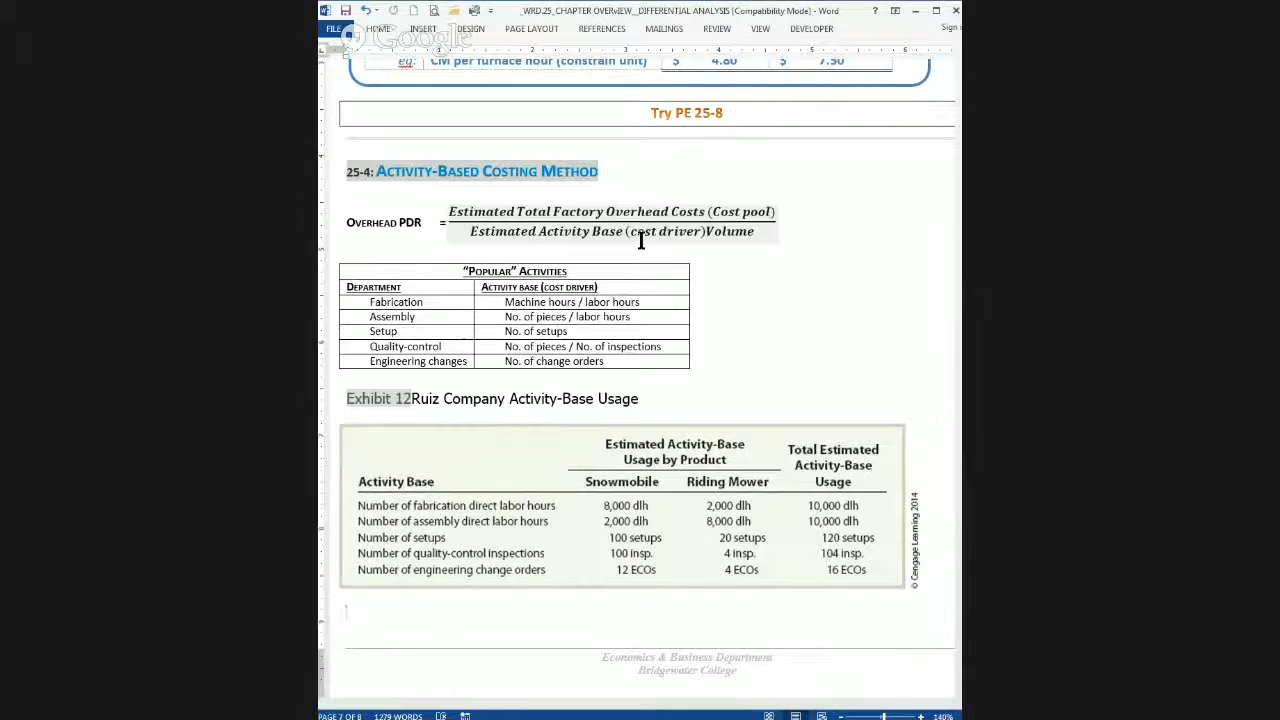 _WRD.25_CHAPTER OVERVIEW__DIFFERENTIAL ANALYSIS [Compatibility Mode] - Word
FILE HOME INSERT DESIGN PAGE LAYOUT REFERENCES MAILINGS REVIEW VIEW DEVELOPER Sign i
Google
eg: CM per furnace hour (constrain unit) $ 4.80 $ 7.50
Try PE 25-8
25-4: ACTIVITY-BASED COSTING METHOD
OVERHEAD PDR = Estimated Total Factory Overhead Costs (Cost pool)
Estimated Activity Base (cost driver)Volume
"POPULAR" ACTIVITIES
DEPARTMENT ACTIVITY BASE (COST DRIVER)
Fabrication Machine hours / labor hours
Assembly No. of pieces / labor hours
Setup No. of setups
Quality-control No. of pieces / No. of inspections
Engineering changes No. of change orders
Exhibit 12Ruiz Company Activity-Base Usage
Estimated Activity-Base Usage by Product Total Estimated Activity-Base Usage
Activity Base Snowmobile Riding Mower
Number of fabrication direct labor hours 8,000 dlh 2,000 dlh 10,000 dlh
Number of assembly direct labor hours 2,000 dlh 8,000 dlh 10,000 dlh
Number of setups 100 setups 20 setups 120 setups
Number of quality-control inspections 100 insp. 4 insp. 104 insp.
Number of engineering change orders 12 ECOs 4 ECOs 16 ECOs
© Cengage Learning 2014
Economics & Business Department
Bridgewater College
PAGE 7 OF 8 1279 WORDS 140%